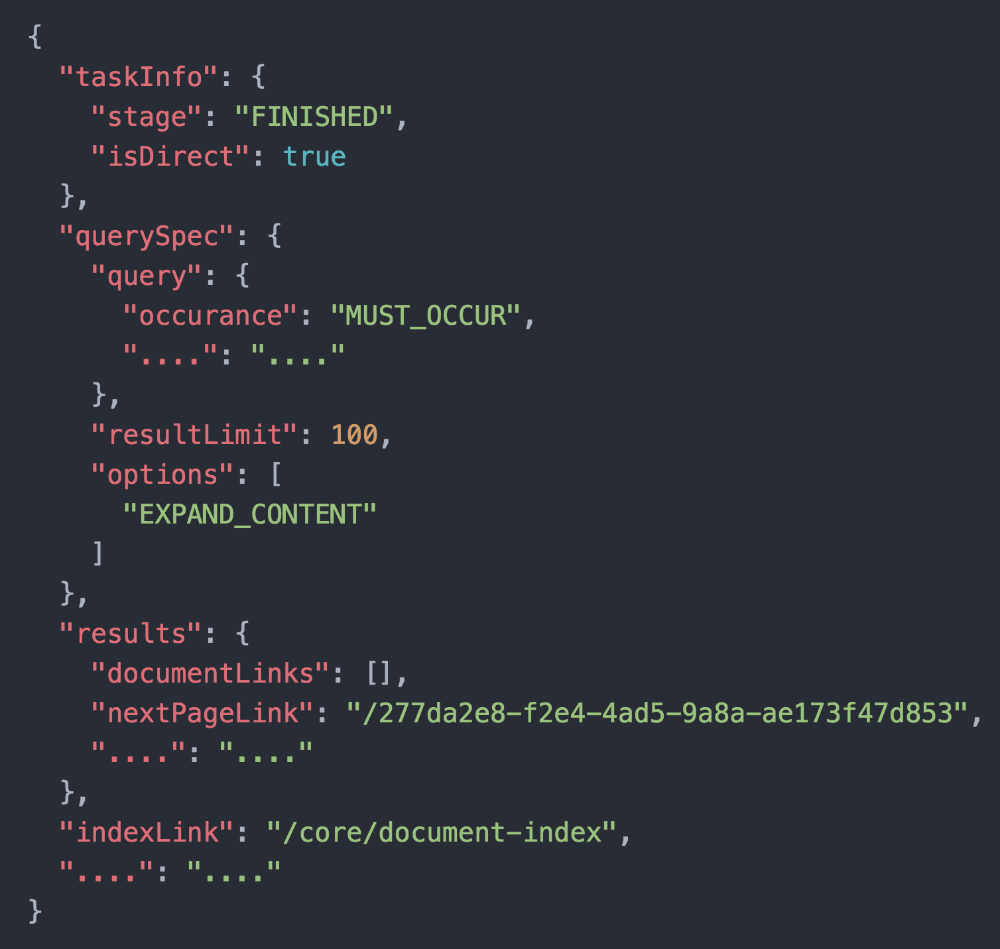 {
  "taskInfo": {
    "stage": "FINISHED",
    "isDirect": true
  },
  "querySpec": {
    "query": {
      "occurance": "MUST_OCCUR",
      "....": "...."
    },
    "resultLimit": 100,
    "options": [
      "EXPAND_CONTENT"
    ]
  },
  "results": {
    "documentLinks": [],
    "nextPageLink": "/277da2e8-f2e4-4ad5-9a8a-ae173f47d853",
    "....": "...."
  },
  "indexLink": "/core/document-index",
  "....": "...."
}